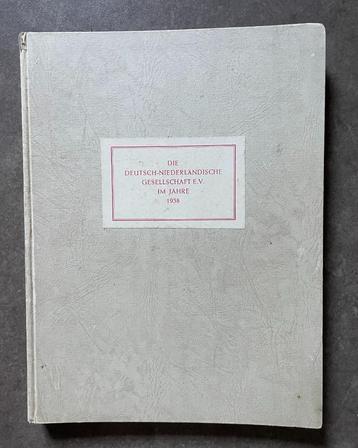 DIE
DEUTSCH-NIEDERLÄNDISCHE
GESELLSCHAFT E.V.
IM JAHRE
1938